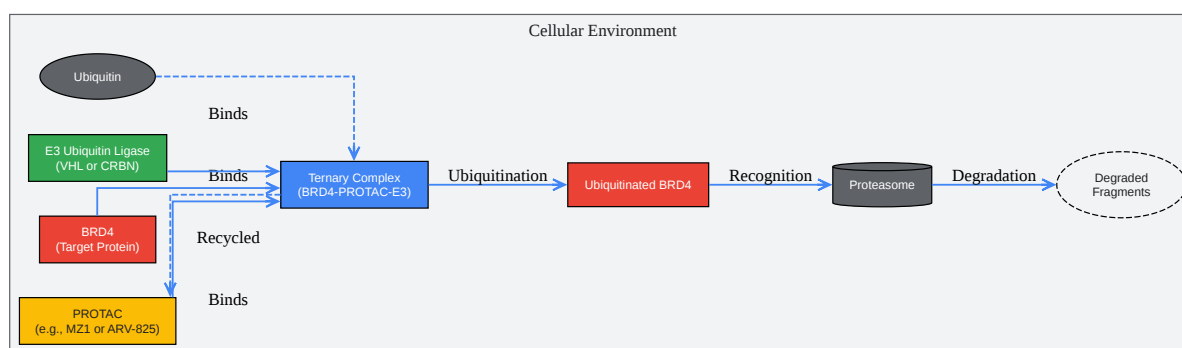 Cellular Environment
Ubiquitin
Binds
E3 Ubiquitin Ligase
(VHL or CRBN)
Binds
Ternary Complex
(BRD4-PROTAC-E3)
Ubiquitination
Ubiquitinated BRD4
Recognition
Proteasome
Degradation
Degraded
Fragments
BRD4
(Target Protein)
Recycled
Binds
PROTAC
(e.g., MZ1 or ARV-825)